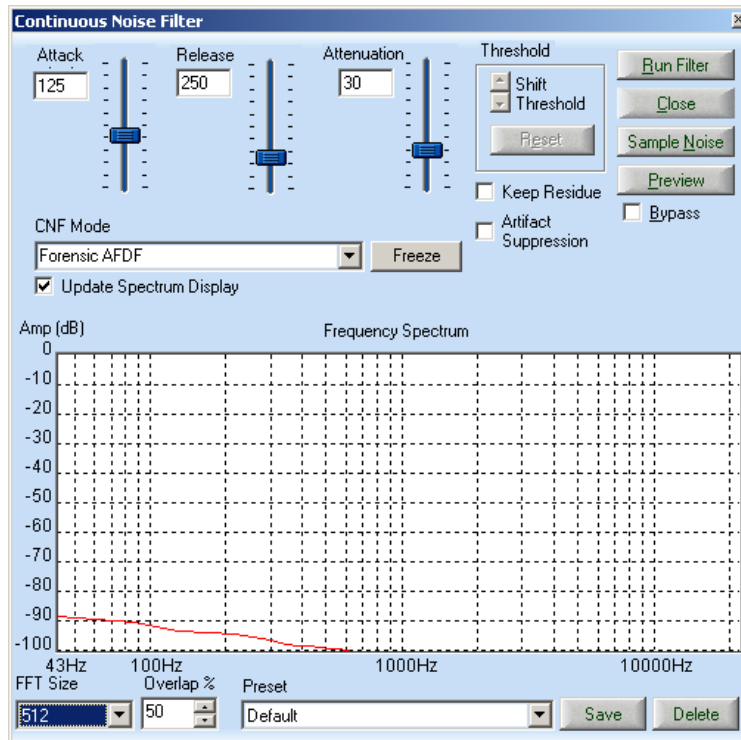 Continuous Noise Filter
Attack
125
Release
250
Attenuation
30
Threshold
Shift
Threshold
Reset
Run Filter
Close
Sample Noise
Preview
Bypass
Keep Residue
Artifact
Suppression
CNF Mode
Forensic AFDF
Freeze
Update Spectrum Display
Amp (dB)
Frequency Spectrum
0
-10
-20
-30
-40
-50
-60
-70
-80
-90
-100
43Hz
100Hz
1000Hz
10000Hz
FFT Size
512
Overlap %
50
Preset
Default
Save
Delete